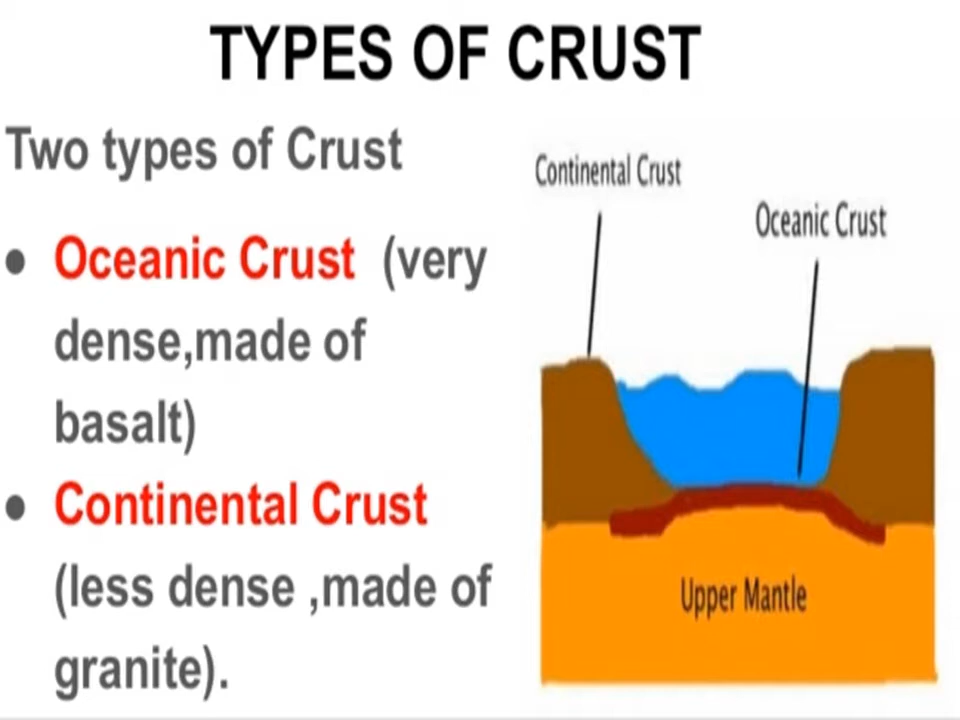 TYPES OF CRUST
Two types of Crust
● Oceanic Crust (very
dense,made of
basalt)
● Continental Crust
(less dense ,made of
granite).
Continental Crust
Oceanic Crust
Upper Mantle